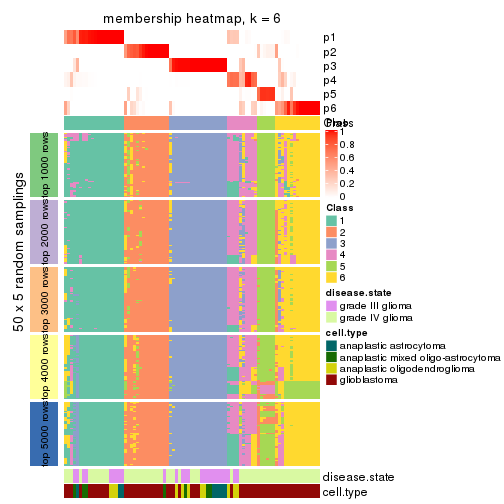 membership heatmap, k = 6
p1
p2
p3
p4
p5
p6
Class
Prob
1
0.8
0.6
0.4
0.2
0
Class
1
2
3
4
5
6
disease.state
grade III glioma
grade IV glioma
cell.type
anaplastic astrocytoma
anaplastic mixed oligo-astrocytoma
anaplastic oligodendroglioma
glioblastoma
50 x 5 random samplings
top 1000 rows
top 2000 rows
top 3000 rows
top 4000 rows
top 5000 rows
disease.state
cell.type